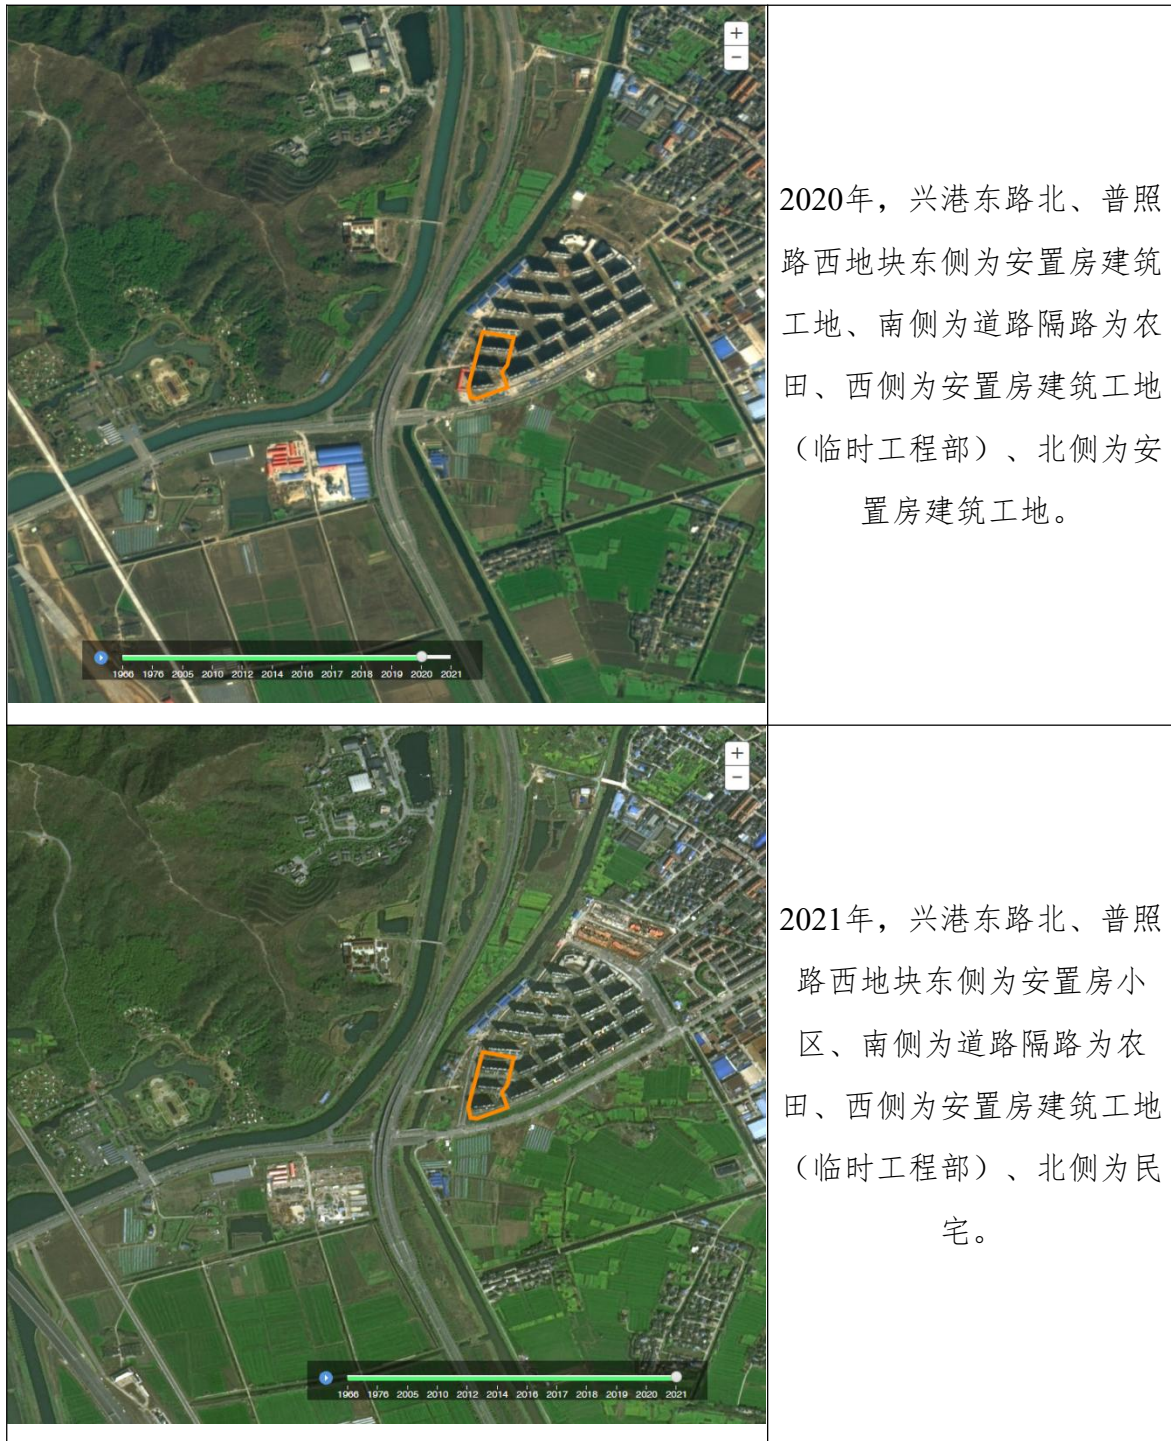 +
−
2020年，兴港东路北、普照
路西地块东侧为安置房建筑
工地、南侧为道路隔路为农
田、西侧为安置房建筑工地
（临时工程部）、北侧为安
置房建筑工地。
1966 1976 2005 2010 2012 2014 2016 2017 2018 2019 2020 2021
+
−
2021年，兴港东路北、普照
路西地块东侧为安置房小
区、南侧为道路隔路为农
田、西侧为安置房建筑工地
（临时工程部）、北侧为民
宅。
1966 1976 2005 2010 2012 2014 2016 2017 2018 2019 2020 2021